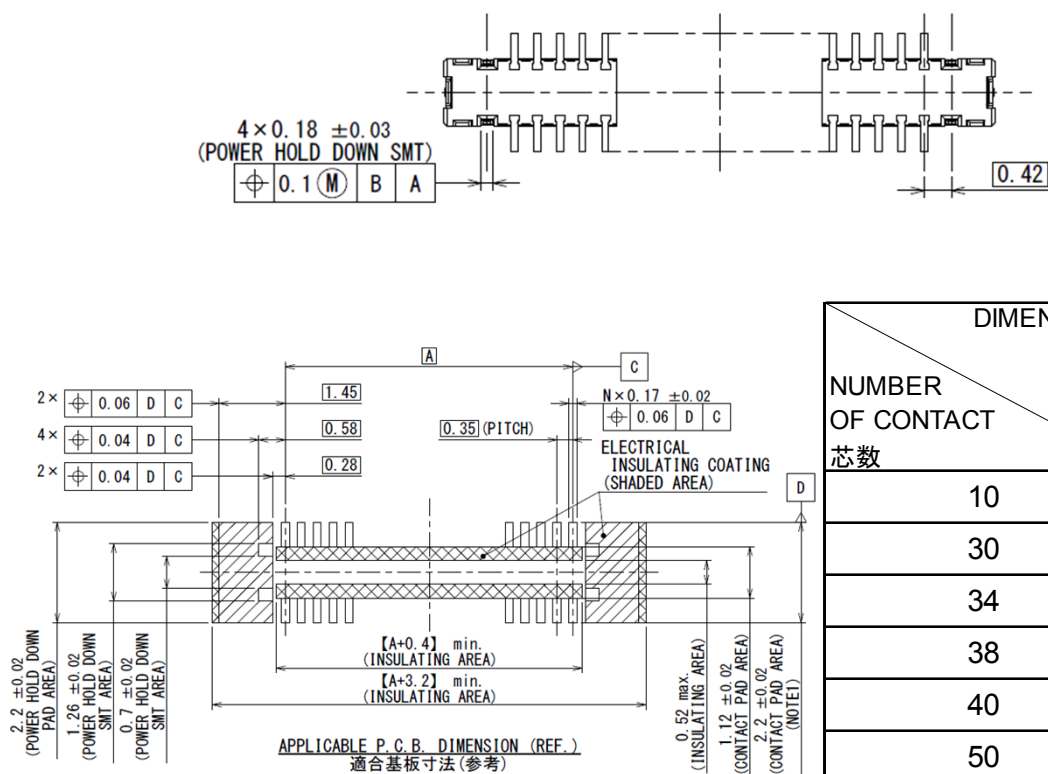 4×0.18 ±0.03
(POWER HOLD DOWN SMT)
⌖ 0.1 Ⓜ B A
0.42
A
C
2× ⌖ 0.06 D C
1.45
N×0.17 ±0.02
⌖ 0.06 D C
4× ⌖ 0.04 D C
0.58
0.35 (PITCH)
2× ⌖ 0.04 D C
0.28
ELECTRICAL
INSULATING COATING
(SHADED AREA)
D
【A+0.4】 min.
(INSULATING AREA)
【A+3.2】 min.
(INSULATING AREA)
2.2 ±0.02
(POWER HOLD DOWN
PAD AREA)
1.26 ±0.02
(POWER HOLD DOWN
SMT AREA)
0.7 ±0.02
(POWER HOLD DOWN
SMT AREA)
0.52 max.
(INSULATING AREA)
1.12 ±0.02
(CONTACT PAD AREA)
2.2 ±0.02
(CONTACT PAD AREA)
(NOTE1)
APPLICABLE P.C.B. DIMENSION (REF.)
適合基板寸法(参考)
DIMEN
NUMBER
OF CONTACT
芯数
10
30
34
38
40
50